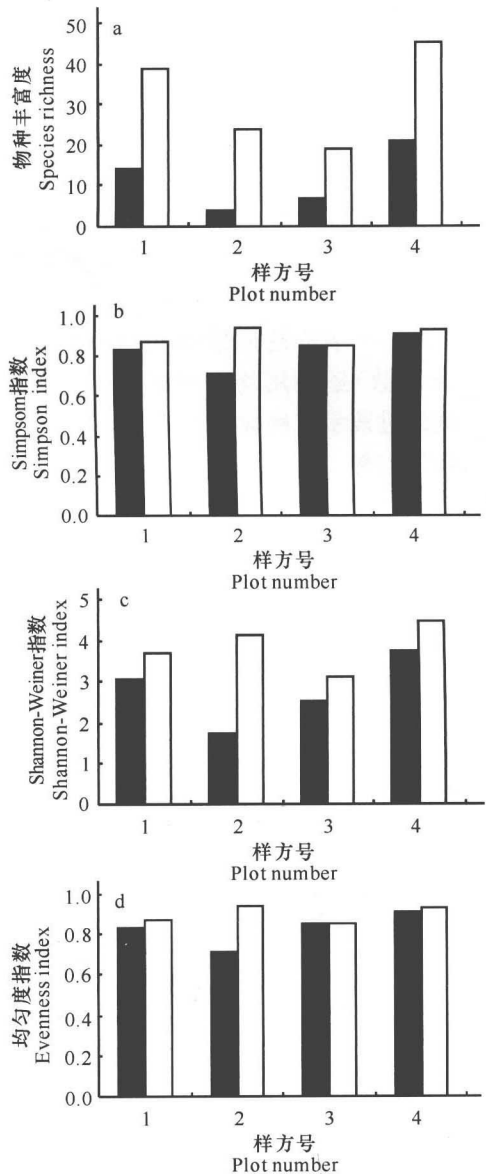 a
50
40
30
20
10
0
物种丰富度
Species richness
1 2 3 4
样方号
Plot number
b
1.0
0.8
0.6
0.4
0.2
0.0
Simpsom指数
Simpson index
1 2 3 4
样方号
Plot number
c
5
4
3
2
1
0
Shannon-Weiner指数
Shannon-Weiner index
1 2 3 4
样方号
Plot number
d
1.0
0.8
0.6
0.4
0.2
0.0
均匀度指数
Evenness index
1 2 3 4
样方号
Plot number